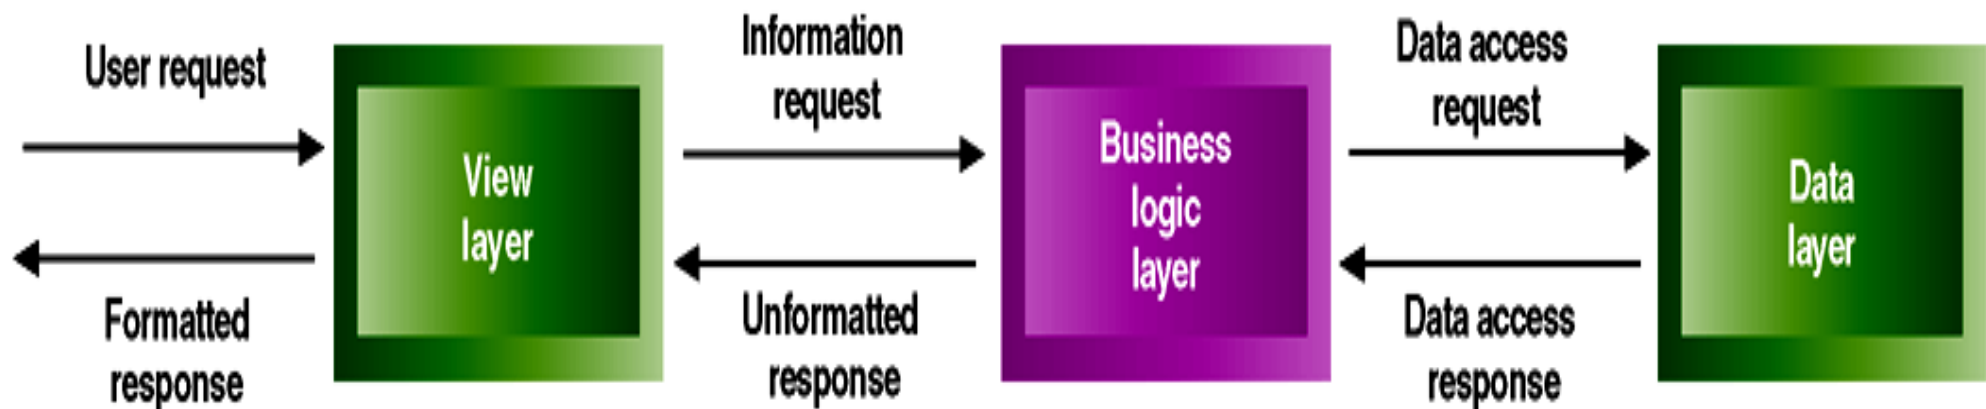 User request
Formatted
response
View
layer
Information
request
Unformatted
response
Business
logic
layer
Data access
request
Data access
response
Data
layer